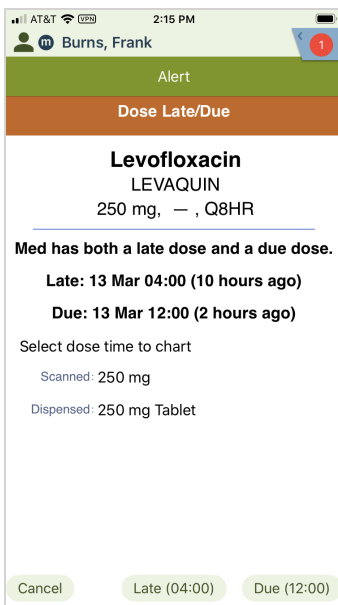 AT&T VPN 2:15 PM
m Burns, Frank 1
Alert
Dose Late/Due
Levofloxacin
LEVAQUIN
250 mg, — , Q8HR
Med has both a late dose and a due dose.
Late: 13 Mar 04:00 (10 hours ago)
Due: 13 Mar 12:00 (2 hours ago)
Select dose time to chart
Scanned: 250 mg
Dispensed: 250 mg Tablet
Cancel Late (04:00) Due (12:00)